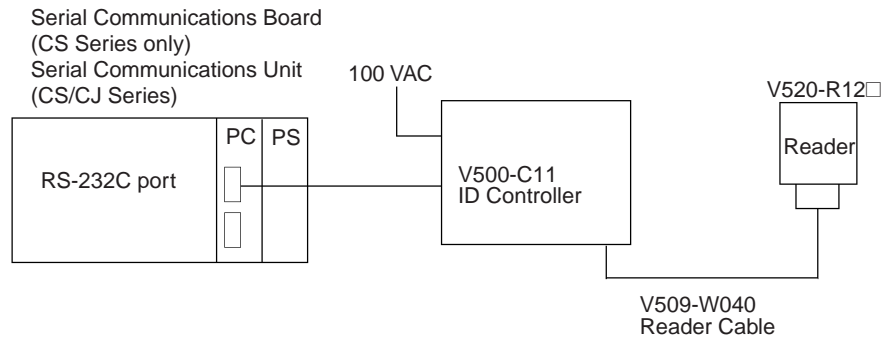 Serial Communications Board
(CS Series only)
Serial Communications Unit
(CS/CJ Series)
100 VAC
V520-R12□
PC
PS
Reader
RS-232C port
V500-C11
ID Controller
V509-W040
Reader Cable